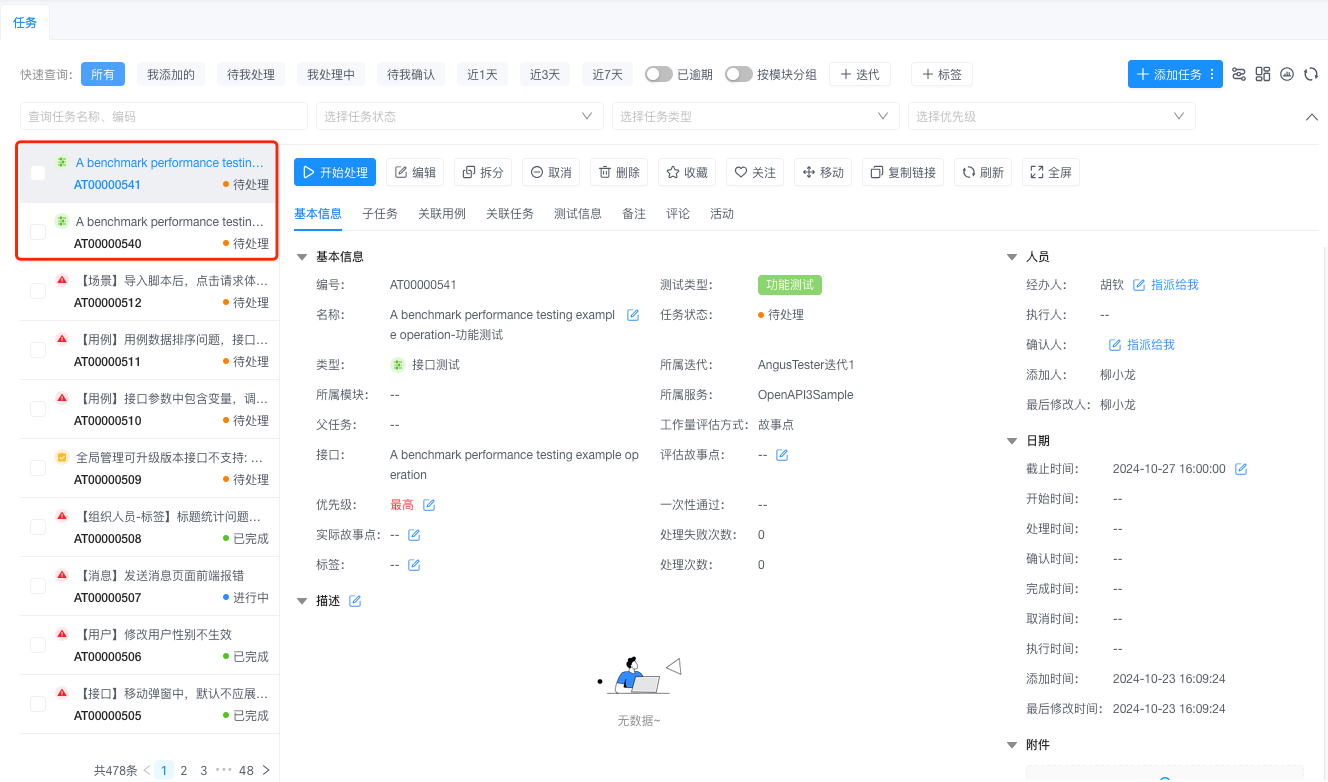 任务
快速查询: 所有 我添加的 待我处理 我处理中 待我确认 近1天 近3天 近7天 已逾期 按模块分组 迭代 标签 添加任务
查询任务名称、编码 选择任务状态 选择任务类型 选择优先级
A benchmark performance testin...
AT00000541 待处理
A benchmark performance testin...
AT00000540 待处理
【场景】导入脚本后，点击请求体...
AT00000512 待处理
【用例】用例数据排序问题，接口...
AT00000511 待处理
【用例】接口参数中包含变量，调...
AT00000510 待处理
全局管理可升级版本接口不支持: ...
AT00000509 待处理
【组织人员-标签】标题统计问题...
AT00000508 已完成
【消息】发送消息页面前端报错
AT00000507 进行中
【用户】修改用户性别不生效
AT00000506 已完成
【接口】移动弹窗中，默认不应展...
AT00000505 已完成
共478条 1 2 3 ••• 48
开始处理 编辑 拆分 取消 删除 收藏 关注 移动 复制链接 刷新 全屏
基本信息 子任务 关联用例 关联任务 测试信息 备注 评论 活动
基本信息
编号: AT00000541 测试类型: 功能测试
名称: A benchmark performance testing exampl
e operation-功能测试
任务状态: 待处理
类型: 接口测试 所属迭代: AngusTester迭代1
所属模块: -- 所属服务: OpenAPI3Sample
父任务: -- 工作量评估方式: 故事点
接口: A benchmark performance testing example op
eration
评估故事点: --
优先级: 最高 一次性通过: --
实际故事点: -- 处理失败次数: 0
标签: -- 处理次数: 0
描述
无数据~
人员
经办人: 胡钦 指派给我
执行人: --
确认人: 指派给我
添加人: 柳小龙
最后修改人: 柳小龙
日期
截止时间: 2024-10-27 16:00:00
开始时间: --
处理时间: --
确认时间: --
完成时间: --
取消时间: --
执行时间: --
添加时间: 2024-10-23 16:09:24
最后修改时间: 2024-10-23 16:09:24
附件